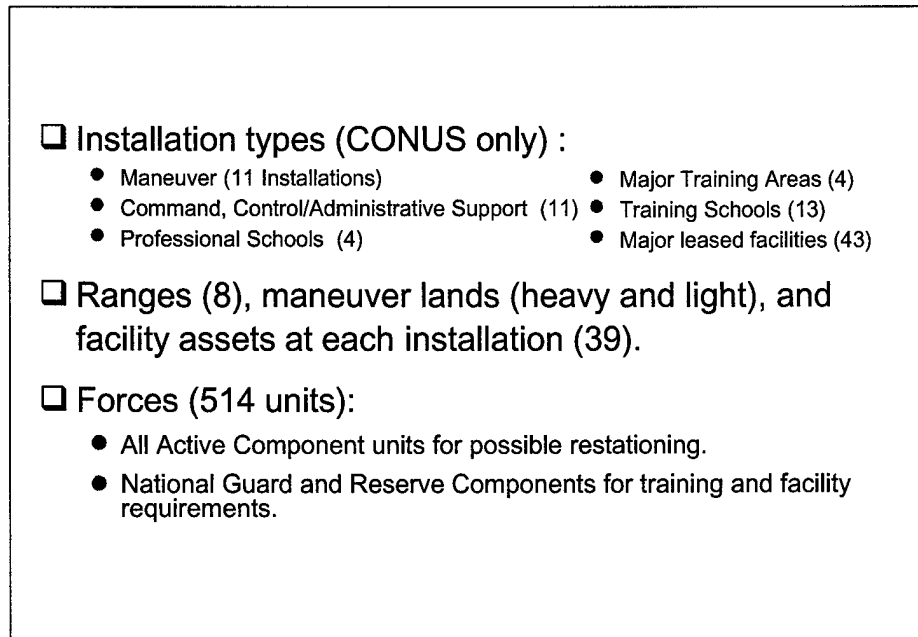 ❑ Installation types (CONUS only) :
● Maneuver (11 Installations)
● Command, Control/Administrative Support (11)
● Professional Schools (4)
● Major Training Areas (4)
● Training Schools (13)
● Major leased facilities (43)
❑ Ranges (8), maneuver lands (heavy and light), and
facility assets at each installation (39).
❑ Forces (514 units):
● All Active Component units for possible restationing.
● National Guard and Reserve Components for training and facility
requirements.